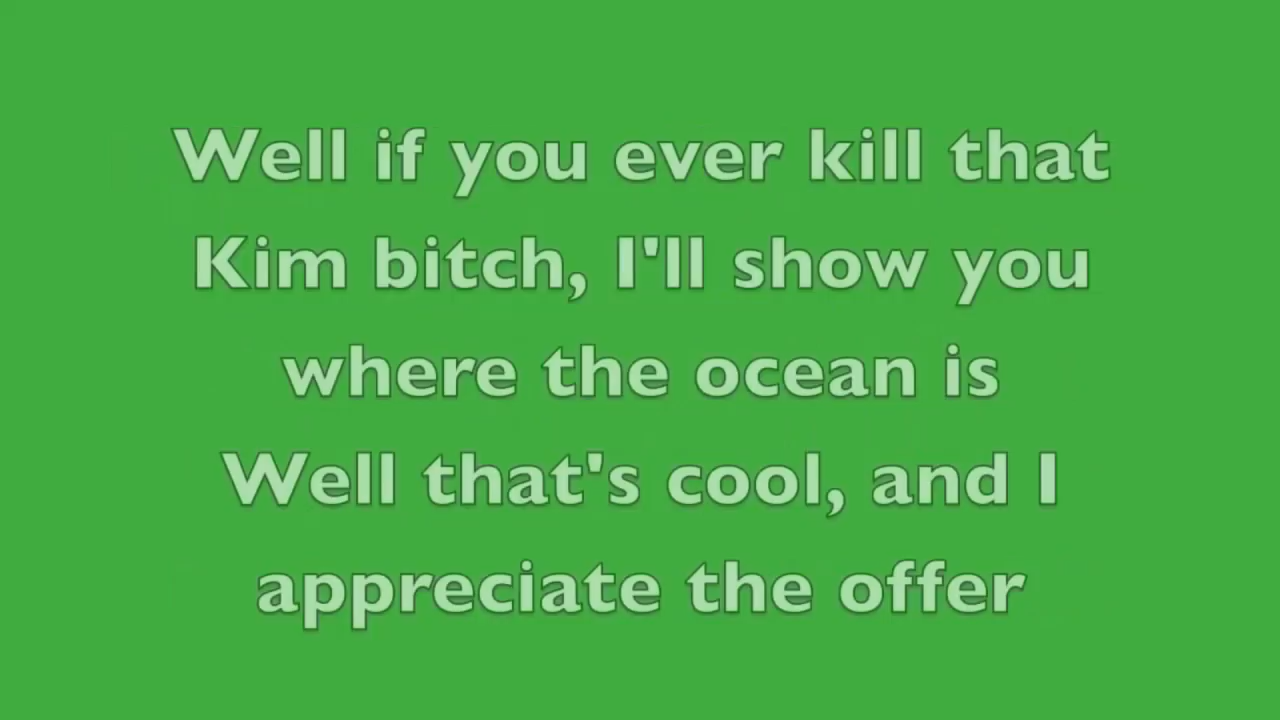 Well if you ever kill that
Kim bitch, I'll show you
where the ocean is
Well that's cool, and I
appreciate the offer